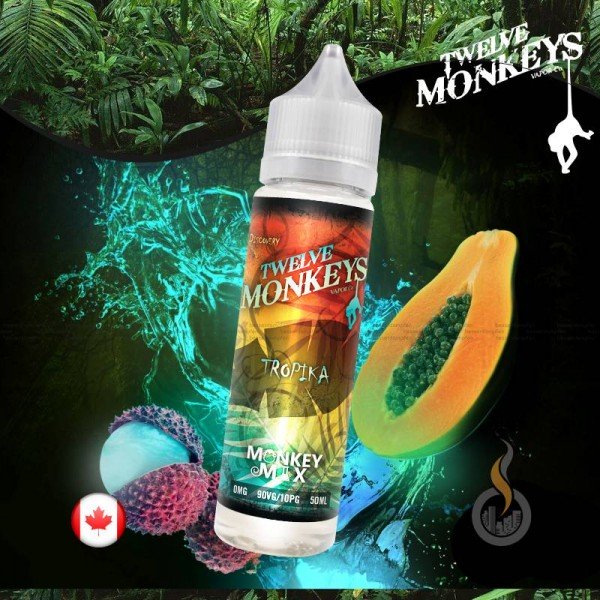 TWELVE
MONKEYS
VAPOR Co
DISCOVERY
TWELVE
MONKEYS
VAPOR Co
TROPIKA
MONKEY
MIX
0MG 90VG/10PG 50ML